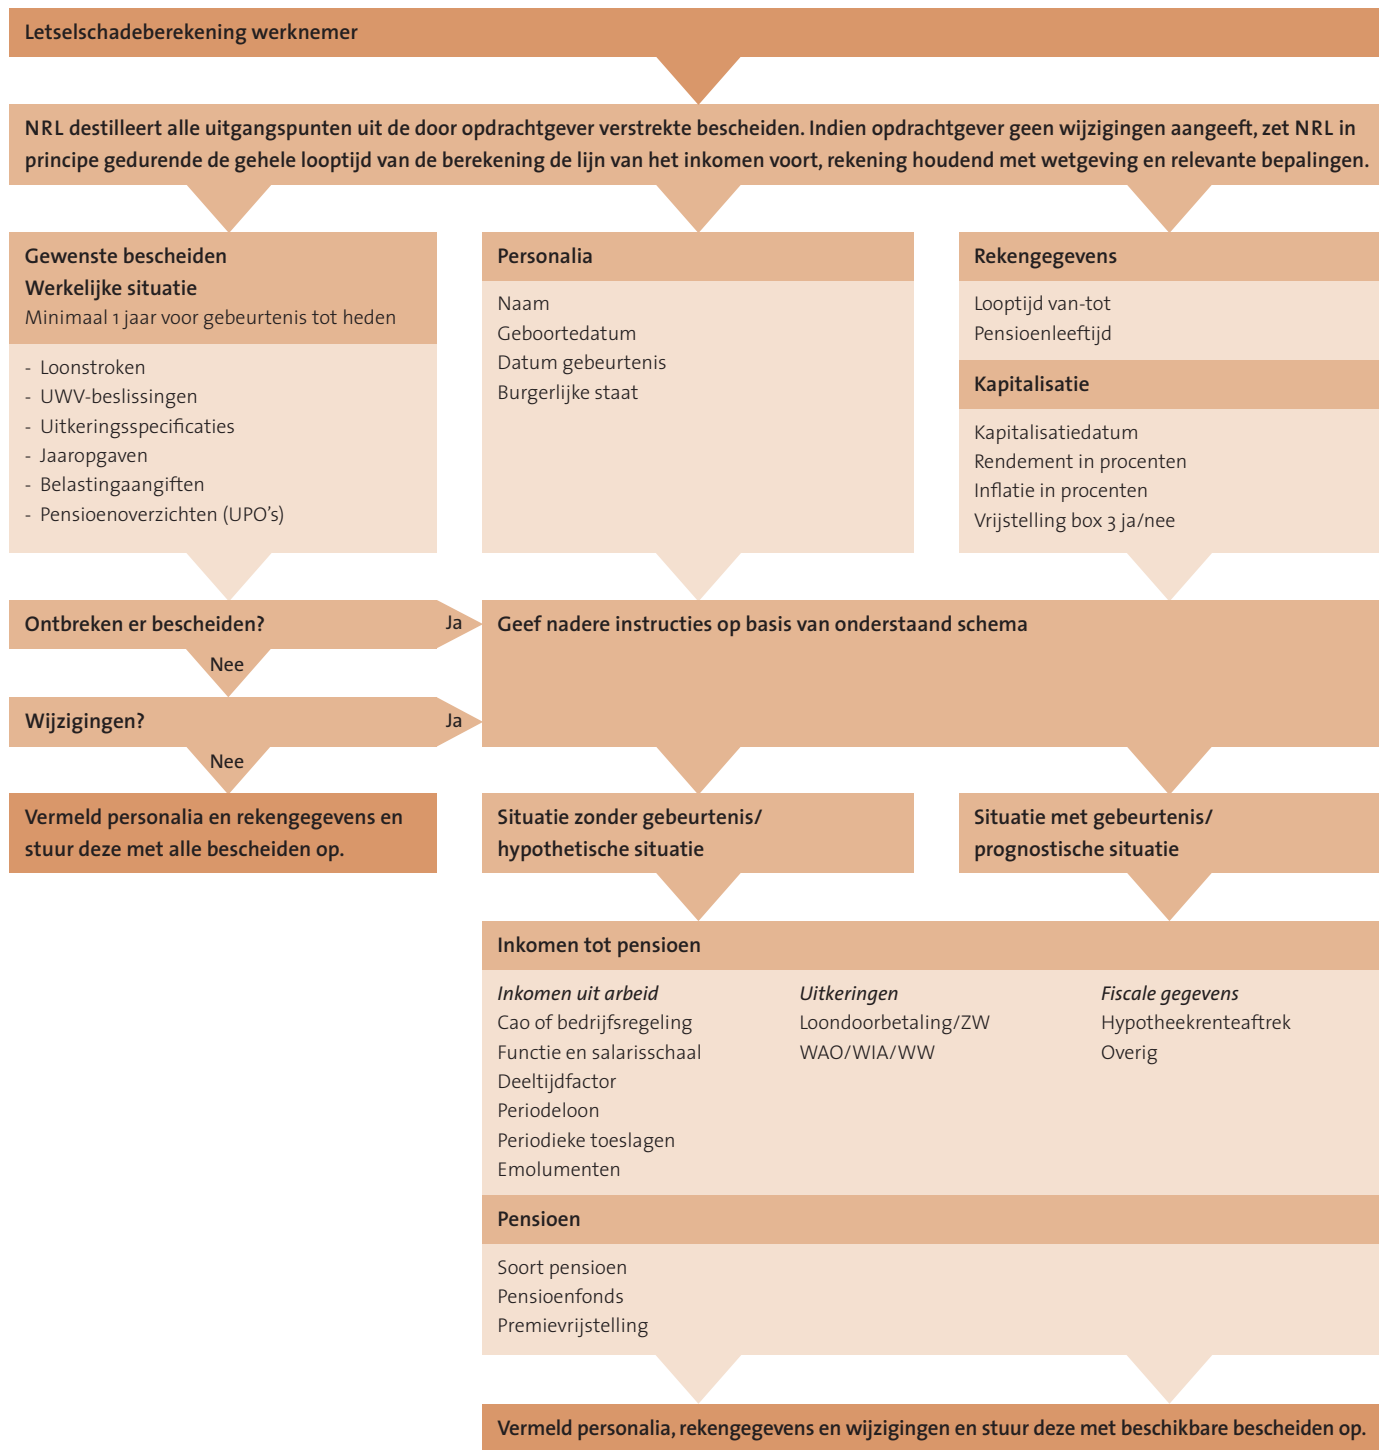 Letselschadeberekening werknemer
NRL destilleert alle uitgangspunten uit de door opdrachtgever verstrekte bescheiden. Indien opdrachtgever geen wijzigingen aangeeft, zet NRL in
principe gedurende de gehele looptijd van de berekening de lijn van het inkomen voort, rekening houdend met wetgeving en relevante bepalingen.
Gewenste bescheiden
Werkelijke situatie
Minimaal 1 jaar voor gebeurtenis tot heden
- Loonstroken
- UWV-beslissingen
- Uitkeringsspecificaties
- Jaaropgaven
- Belastingaangiften
- Pensioenoverzichten (UPO's)
Personalia
Naam
Geboortedatum
Datum gebeurtenis
Burgerlijke staat
Rekengegevens
Looptijd van-tot
Pensioenleeftijd
Kapitalisatie
Kapitalisatiedatum
Rendement in procenten
Inflatie in procenten
Vrijstelling box 3 ja/nee
Ontbreken er bescheiden?
Ja
Nee
Geef nadere instructies op basis van onderstaand schema
Wijzigingen?
Ja
Nee
Vermeld personalia en rekengegevens en
stuur deze met alle bescheiden op.
Situatie zonder gebeurtenis/
hypothetische situatie
Situatie met gebeurtenis/
prognostische situatie
Inkomen tot pensioen
Inkomen uit arbeid
Cao of bedrijfsregeling
Functie en salarisschaal
Deeltijdfactor
Periodeloon
Periodieke toeslagen
Emolumenten
Uitkeringen
Loondoorbetaling/ZW
WAO/WIA/WW
Fiscale gegevens
Hypotheekrenteaftrek
Overig
Pensioen
Soort pensioen
Pensioenfonds
Premievrijstelling
Vermeld personalia, rekengegevens en wijzigingen en stuur deze met beschikbare bescheiden op.